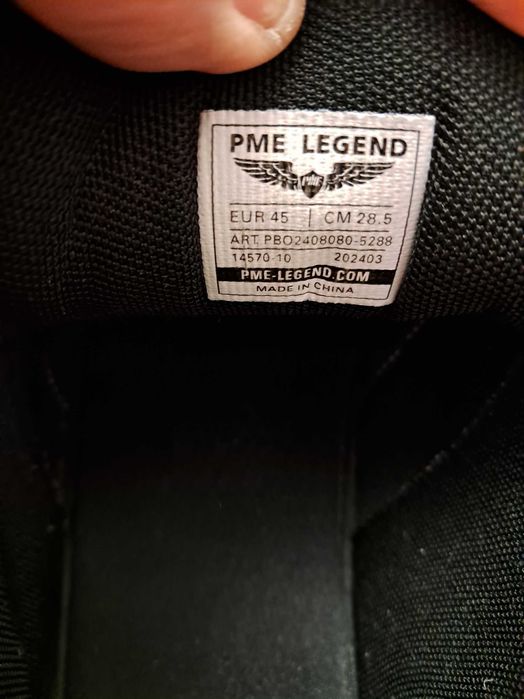 PME LEGEND
PME
EUR 45 | CM 28.5
ART. PBO2408080-5288
14570-10 202403
PME-LEGEND.COM
MADE IN CHINA